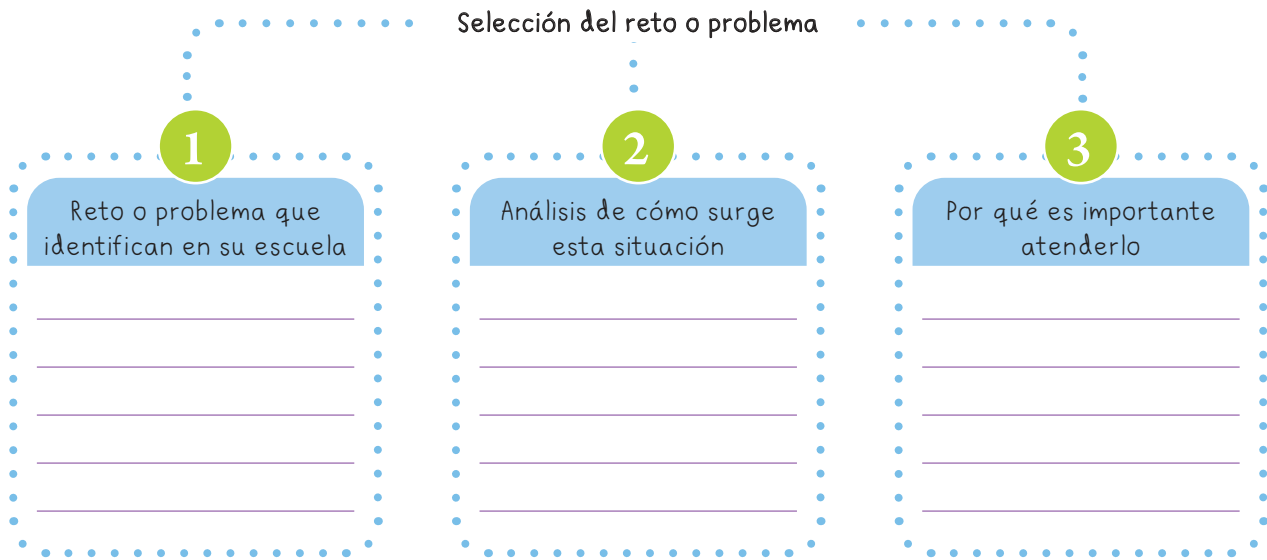 Selección del reto o problema
1
Reto o problema que
identifican en su escuela
2
Análisis de cómo surge
esta situación
3
Por qué es importante
atenderlo